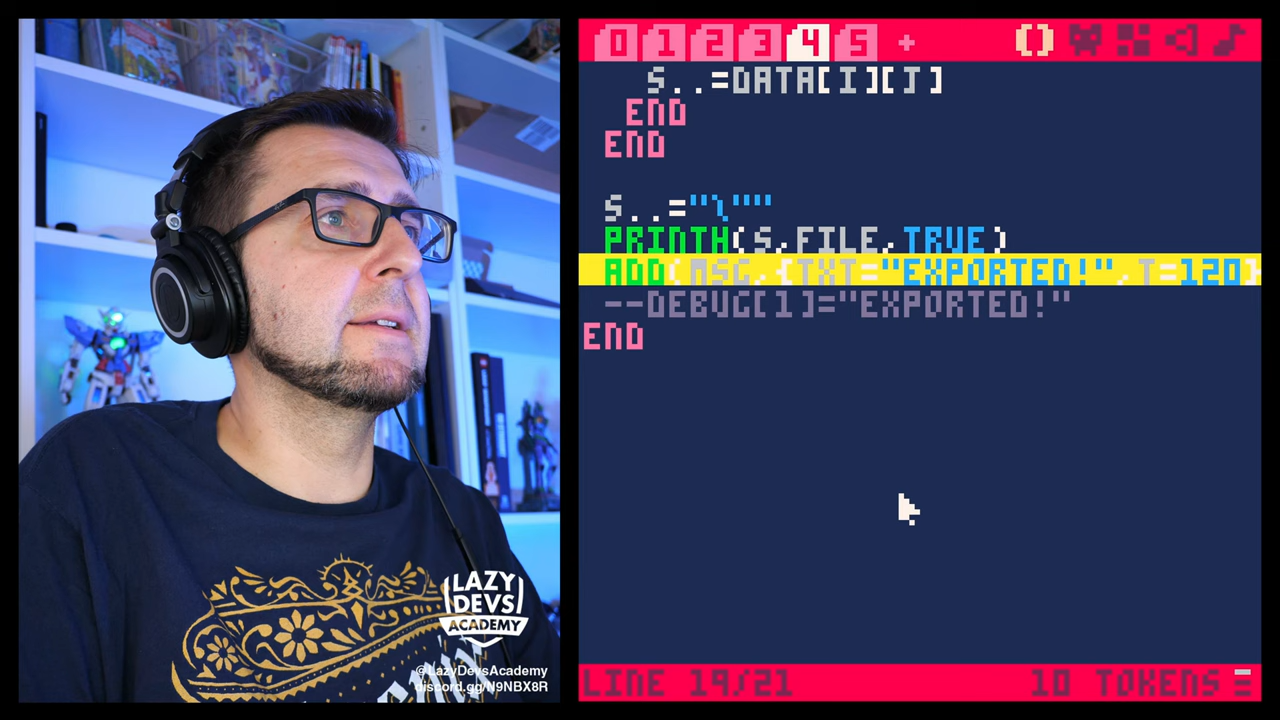 0 1 2 3 4 5 +
S..=DATA[I][J]
END
END
S..="\""
PRINTH(S,FILE,TRUE)
ADD(MSG,{TXT="EXPORTED!",T=120}
--DEBUG[1]="EXPORTED!"
END
LINE 19/21
10 TOKENS
LAZY
DEVS
ACADEMY
@LazyDevsAcademy
discord.gg/N9NBX8R